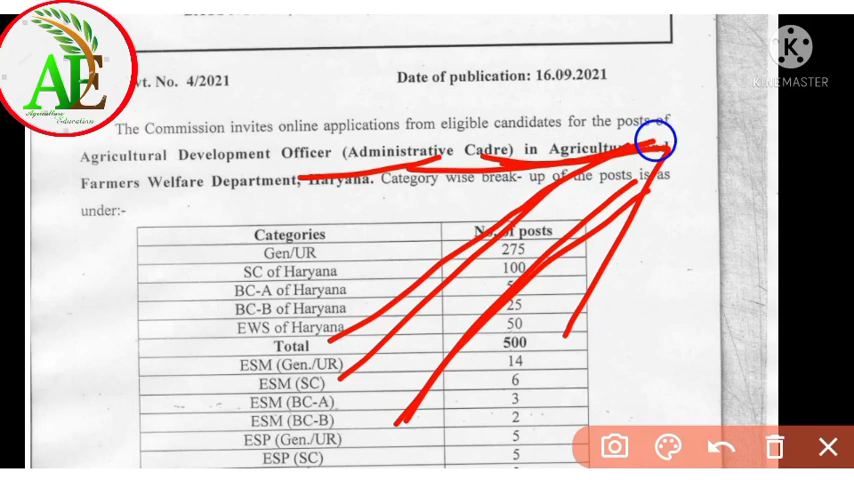 AE
Agriculture
Education
vt. No. 4/2021
Date of publication: 16.09.2021
K
KINEMASTER
The Commission invites online applications from eligible candidates for the posts of
Agricultural Development Officer (Administrative Cadre) in
Farmers Welfare Department, Haryana. Category wise break- up of the posts is as
under:-
Categories No. of posts
Gen/UR 275
SC of Haryana 100
BC-A of Haryana
BC-B of Haryana 25
EWS of Haryana 50
Total 500
ESM (Gen./UR) 14
ESM (SC) 6
ESM (BC-A) 3
ESM (BC-B) 2
ESP (Gen./UR) 5
ESP (SC) 5